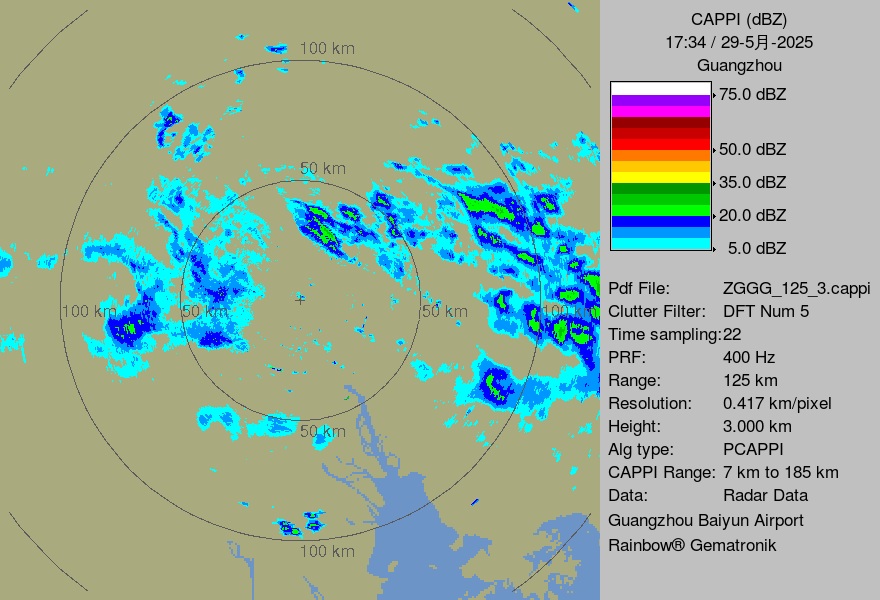 CAPPI (dBZ)
17:34 / 29-5月-2025
Guangzhou
75.0 dBZ
50.0 dBZ
35.0 dBZ
20.0 dBZ
5.0 dBZ
Pdf File: ZGGG_125_3.cappi
Clutter Filter: DFT Num 5
Time sampling:22
PRF: 400 Hz
Range: 125 km
Resolution: 0.417 km/pixel
Height: 3.000 km
Alg type: PCAPPI
CAPPI Range: 7 km to 185 km
Data: Radar Data
Guangzhou Baiyun Airport
Rainbow® Gematronik
100 km
50 km
100 km
50 km
50 km
100 km
50 km
100 km